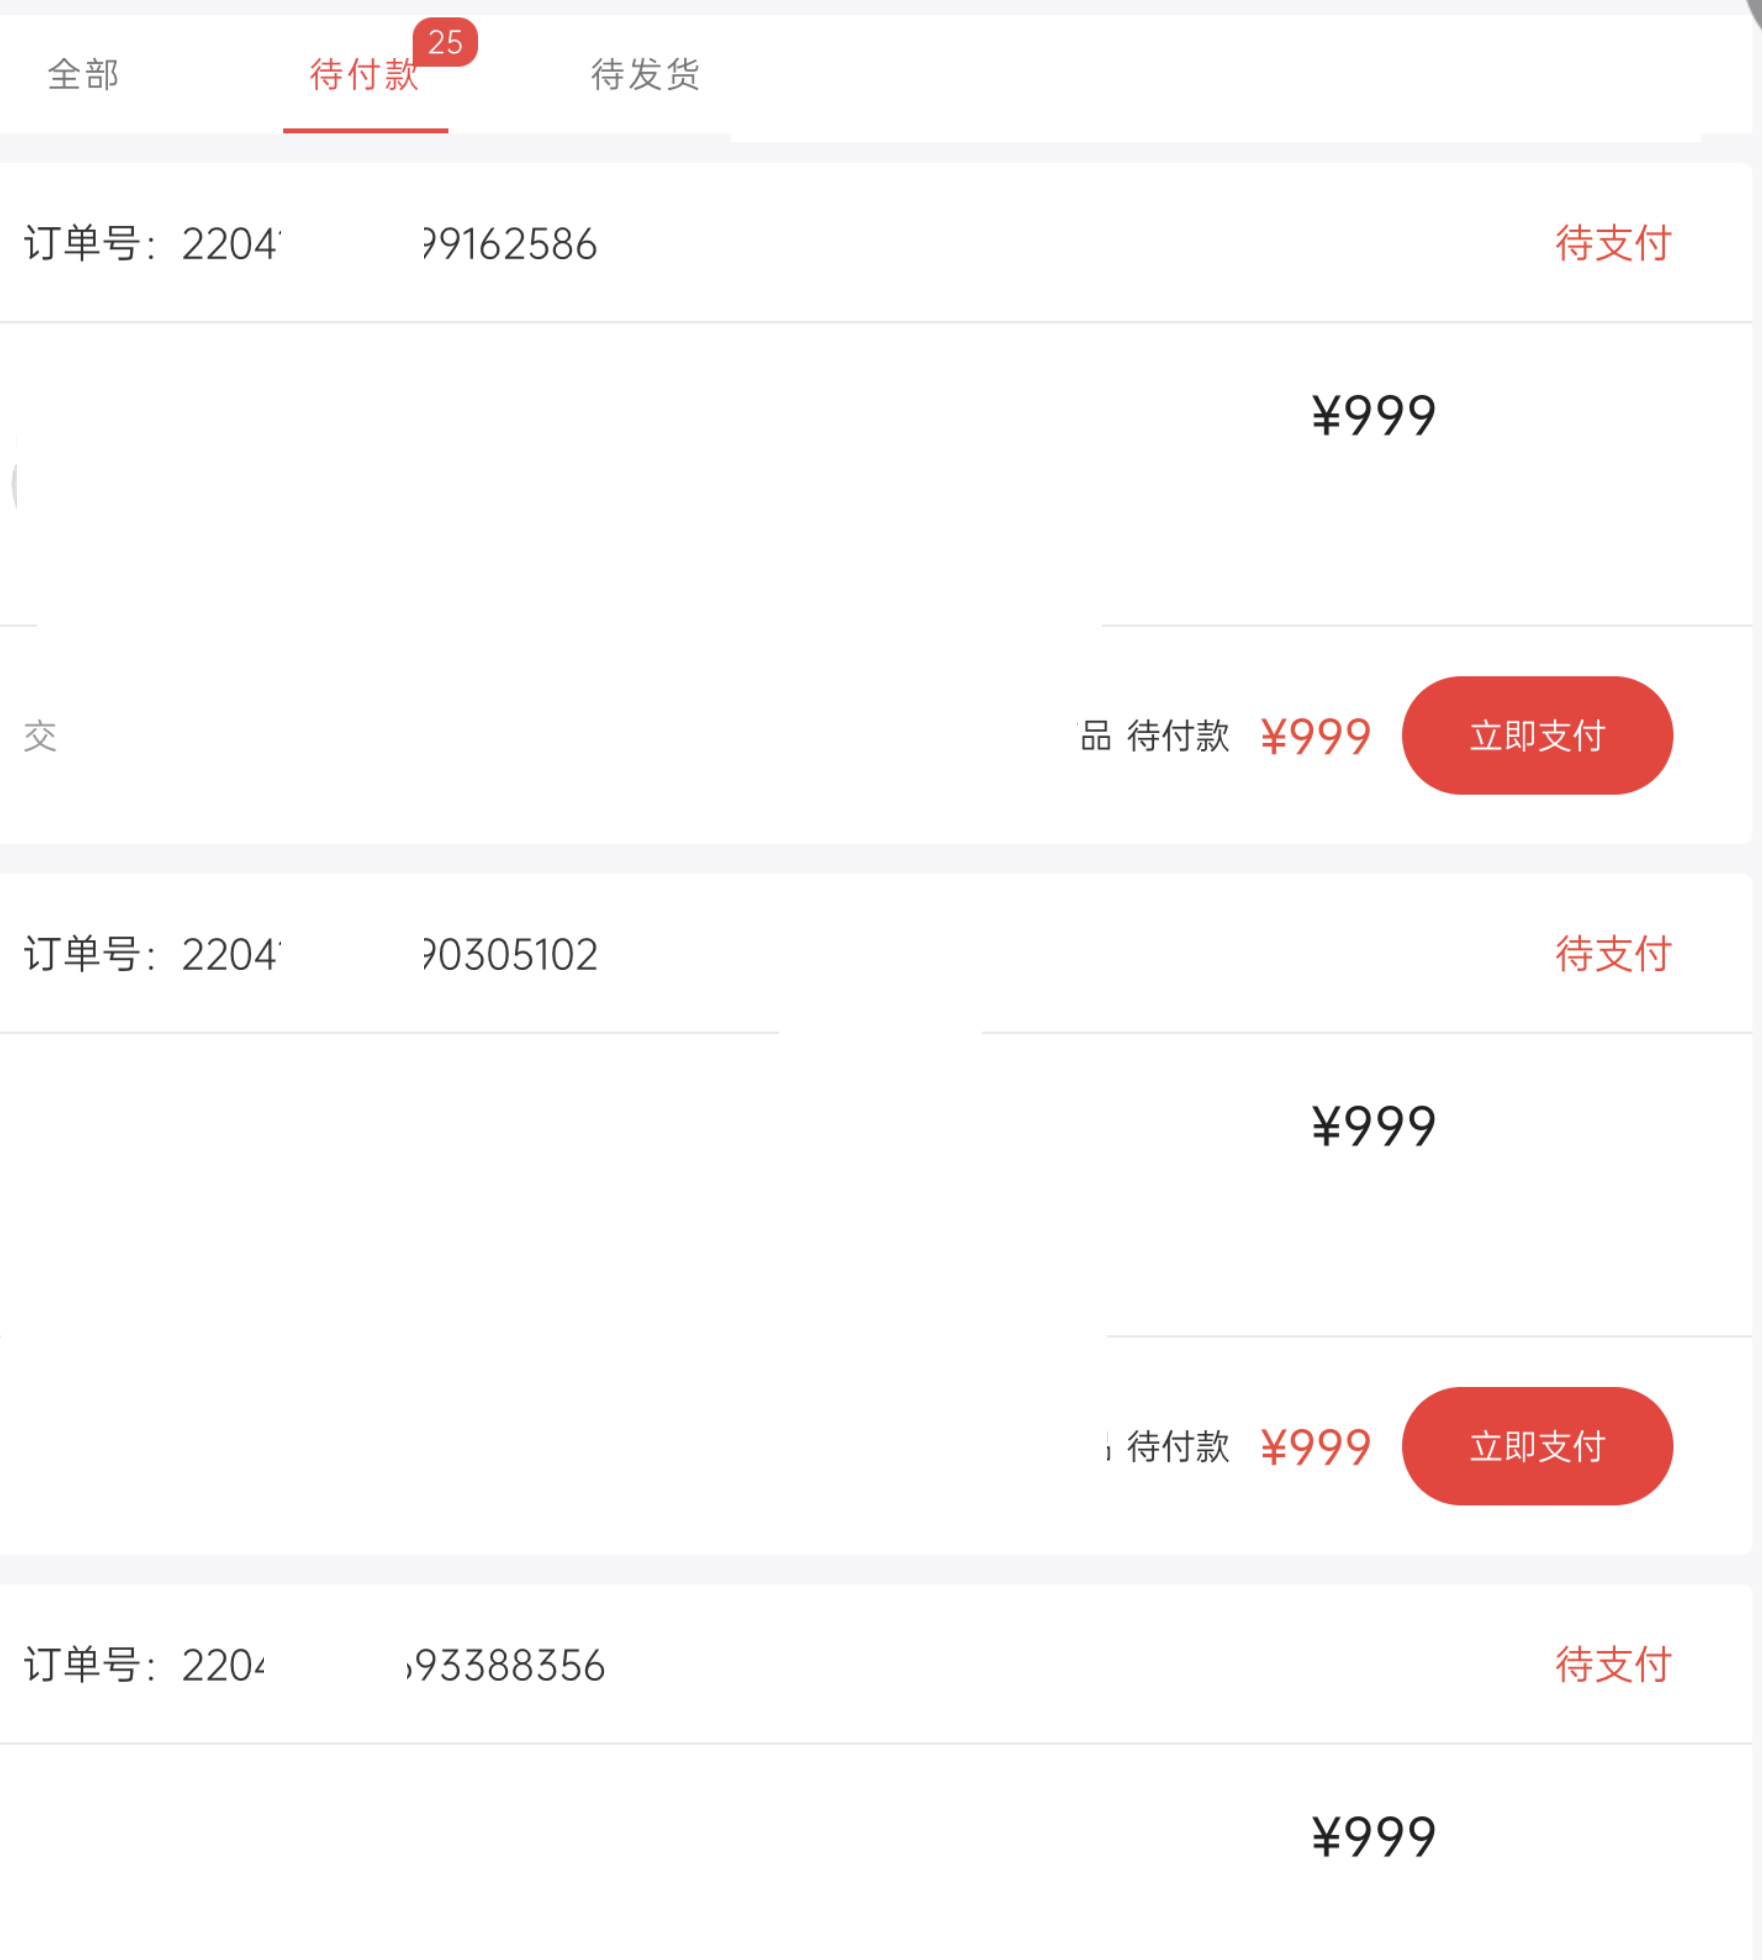 全部 待付款 25 待发货
订单号: 2204 99162586 待支付
¥999
交 品 待付款 ¥999 立即支付
订单号: 2204 90305102 待支付
¥999
待付款 ¥999 立即支付
订单号: 220 93388356 待支付
¥999